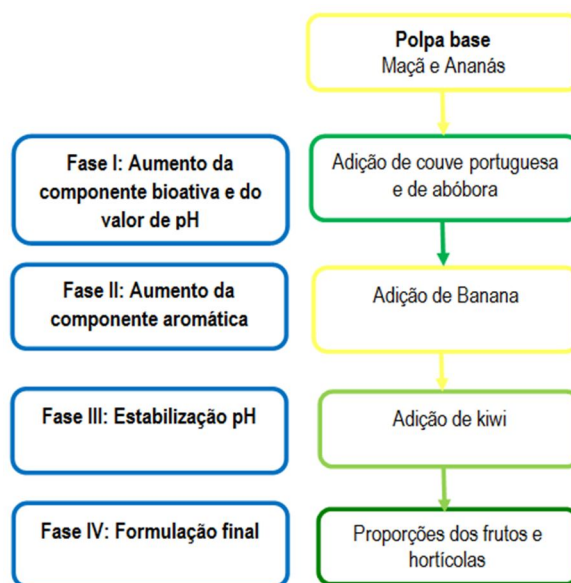 Polpa base
Maçã e Ananás
Fase I: Aumento da
componente bioativa e do
valor de pH
Adição de couve portuguesa
e de abóbora
Fase II: Aumento da
componente aromática
Adição de Banana
Fase III: Estabilização pH
Adição de kiwi
Fase IV: Formulação final
Proporções dos frutos e
hortícolas